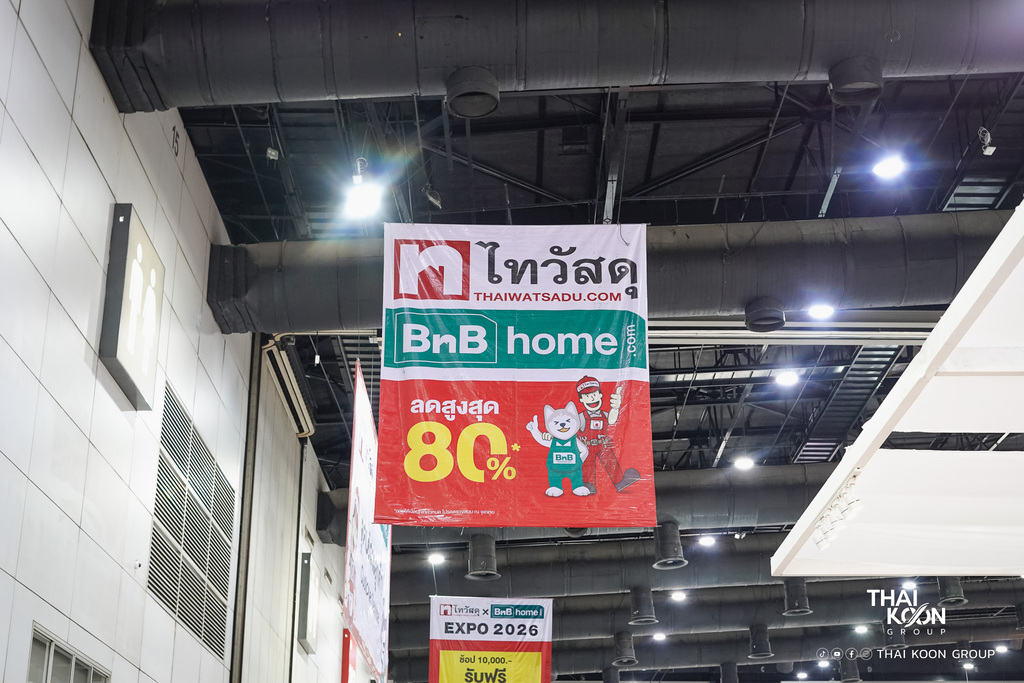 15
ไทวัสดุ
THAIWATSADU.COM
BnB home .com
ลดสูงสุด
80%*
BnB
ไทวัสดุ x BnB home
EXPO 2026
ช้อป 10,000.-
รับฟรี
THAI
KOON
GROUP
THAI KOON GROUP